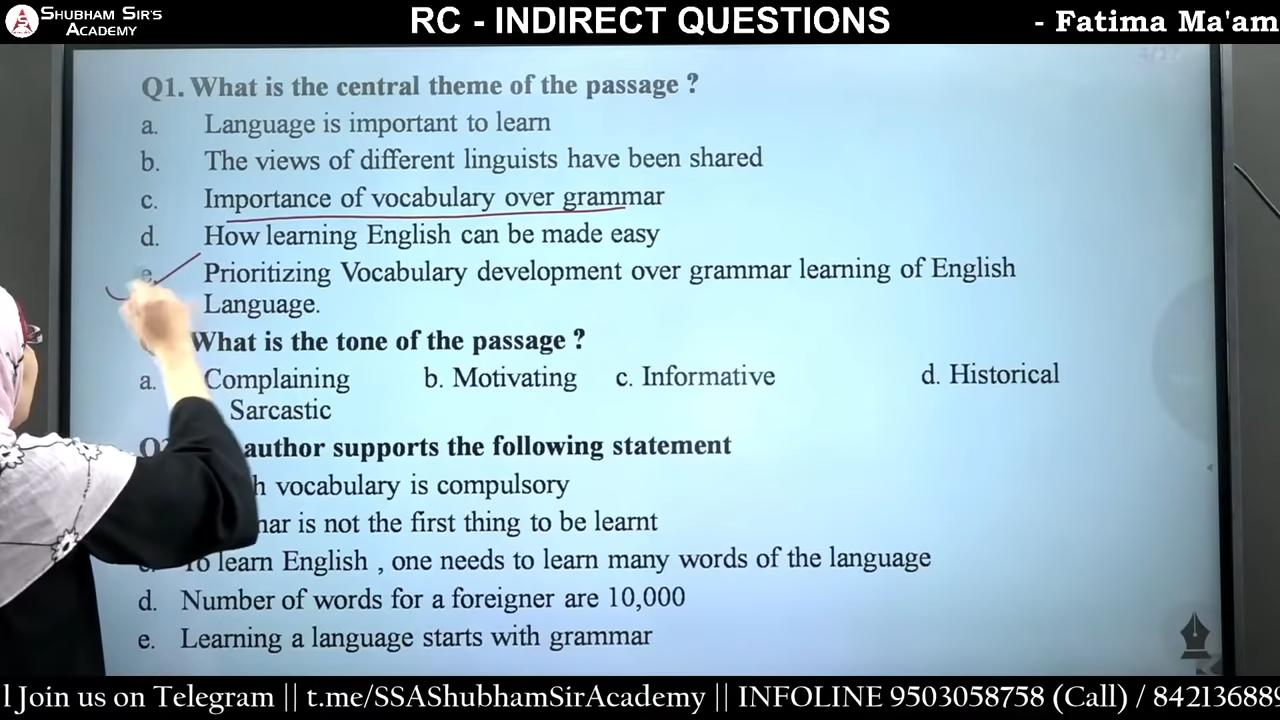 SHUBHAM SIR'S
ACADEMY
RC - INDIRECT QUESTIONS
- Fatima Ma'am
Q1. What is the central theme of the passage ?
a. Language is important to learn
b. The views of different linguists have been shared
c. Importance of vocabulary over grammar
d. How learning English can be made easy
e. Prioritizing Vocabulary development over grammar learning of English
Language.
What is the tone of the passage ?
a. Complaining b. Motivating c. Informative d. Historical
Sarcastic
author supports the following statement
vocabulary is compulsory
is not the first thing to be learnt
To learn English , one needs to learn many words of the language
d. Number of words for a foreigner are 10,000
e. Learning a language starts with grammar
Join us on Telegram || t.me/SSAShubhamSirAcademy || INFOLINE 9503058758 (Call) /